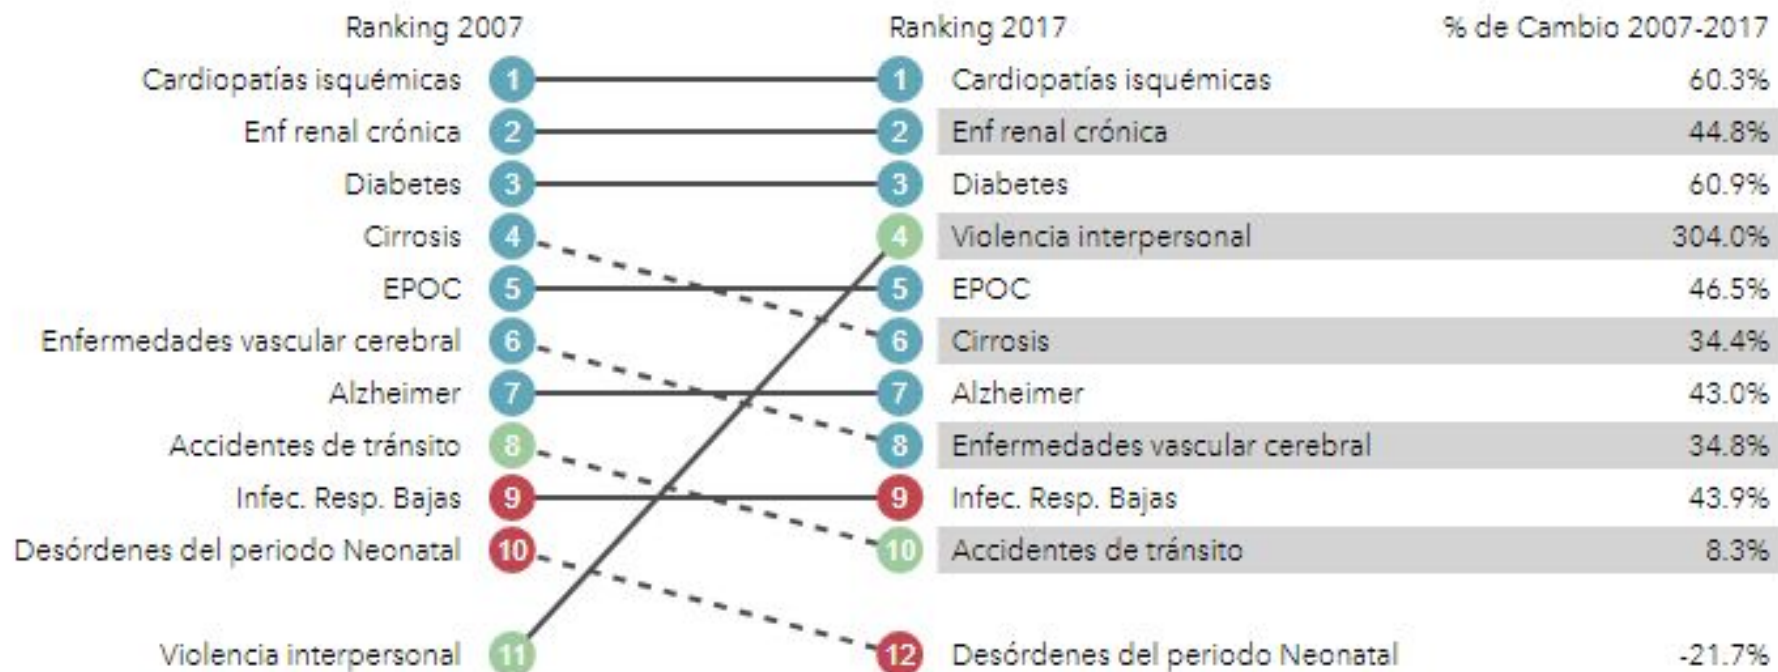 Ranking 2007 Ranking 2017 % de Cambio 2007-2017
Cardiopatías isquémicas 1 1 Cardiopatías isquémicas 60.3%
Enf renal crónica 2 2 Enf renal crónica 44.8%
Diabetes 3 3 Diabetes 60.9%
Cirrosis 4 4 Violencia interpersonal 304.0%
EPOC 5 5 EPOC 46.5%
Enfermedades vascular cerebral 6 6 Cirrosis 34.4%
Alzheimer 7 7 Alzheimer 43.0%
Accidentes de tránsito 8 8 Enfermedades vascular cerebral 34.8%
Infec. Resp. Bajas 9 9 Infec. Resp. Bajas 43.9%
Desórdenes del periodo Neonatal 10 10 Accidentes de tránsito 8.3%
Violencia interpersonal 11 12 Desórdenes del periodo Neonatal -21.7%